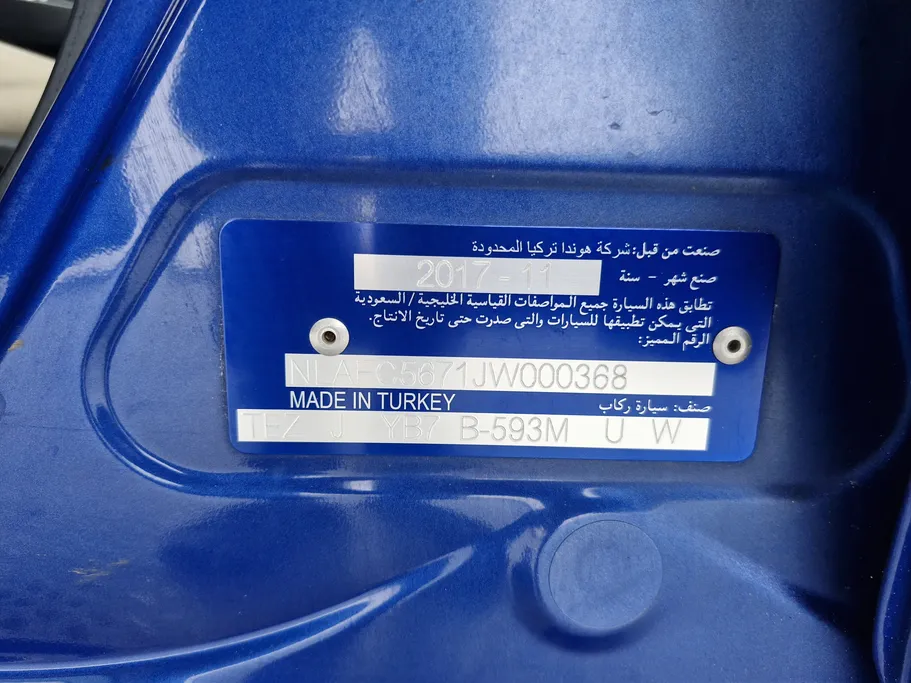 صنعت من قبل: شركة هوندا تركيا المحدودة
صنع شهر - سنة 2017 - 11
تطابق هذه السيارة جميع المواصفات القياسية الخليجية / السعودية
التي يمكن تطبيقها للسيارات والتى صدرت حتى تاريخ الانتاج.
الرقم المميز:
NLAFC5671JW000368
MADE IN TURKEY صنف: سيارة ركاب
J YB7 B-593M U W